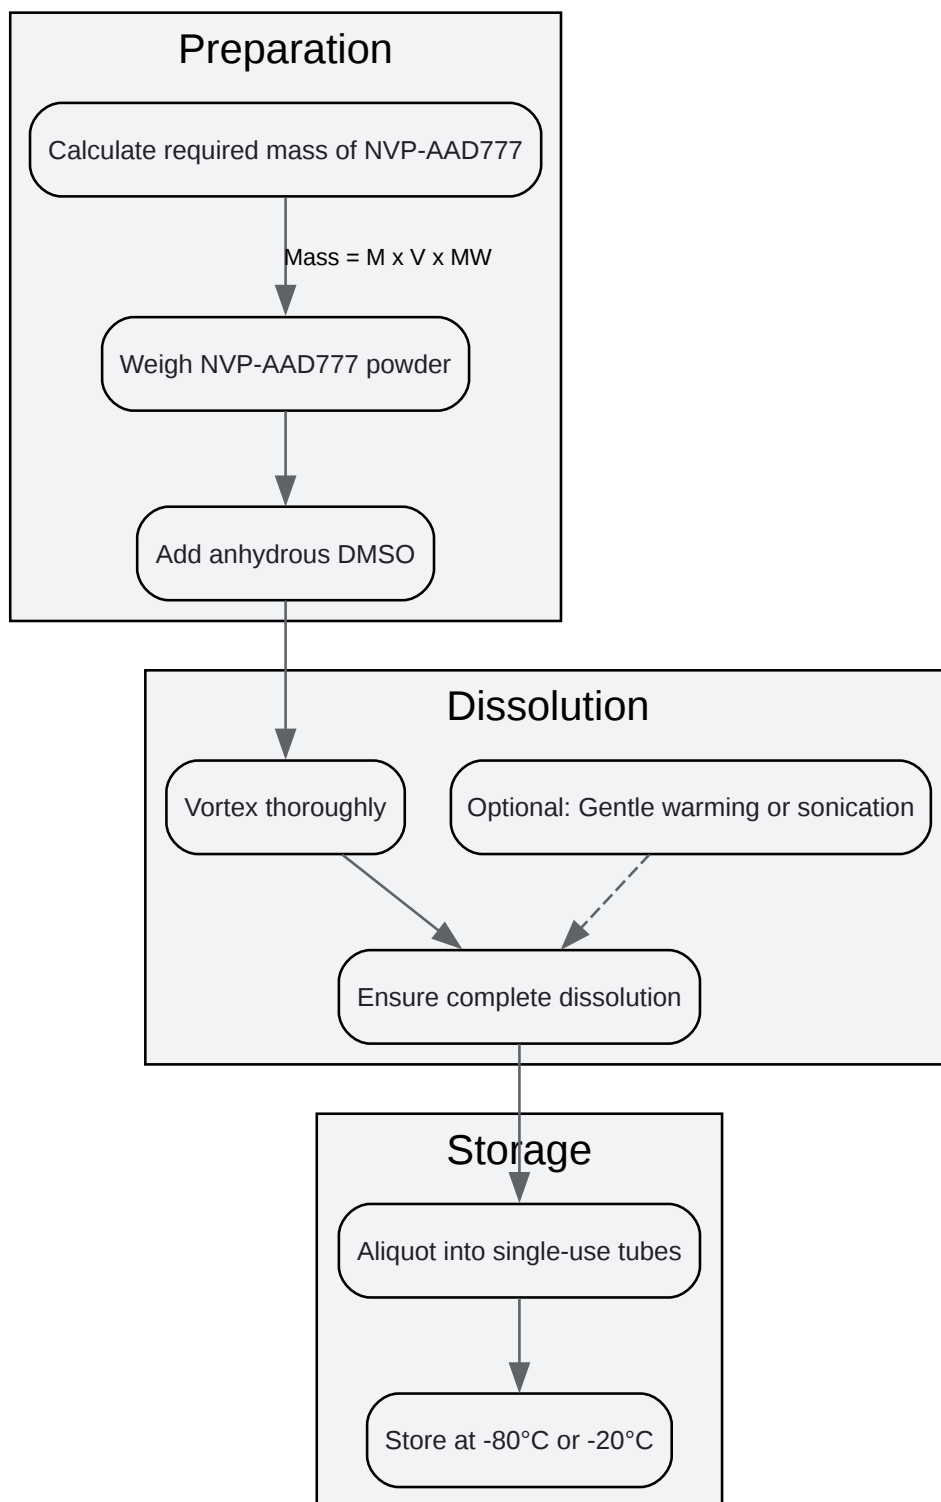 Preparation
Calculate required mass of NVP-AAD777
Mass = M x V x MW
Weigh NVP-AAD777 powder
Add anhydrous DMSO
Dissolution
Vortex thoroughly
Optional: Gentle warming or sonication
Ensure complete dissolution
Storage
Aliquot into single-use tubes
Store at -80°C or -20°C